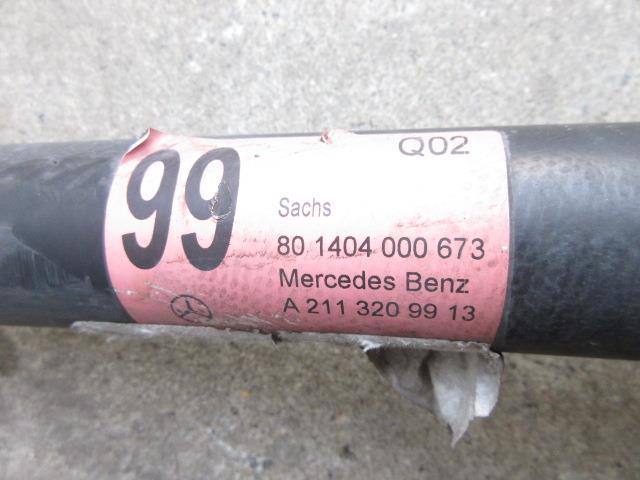 99
Q02
Sachs
80 1404 000 673
Mercedes Benz
A 211 320 99 13